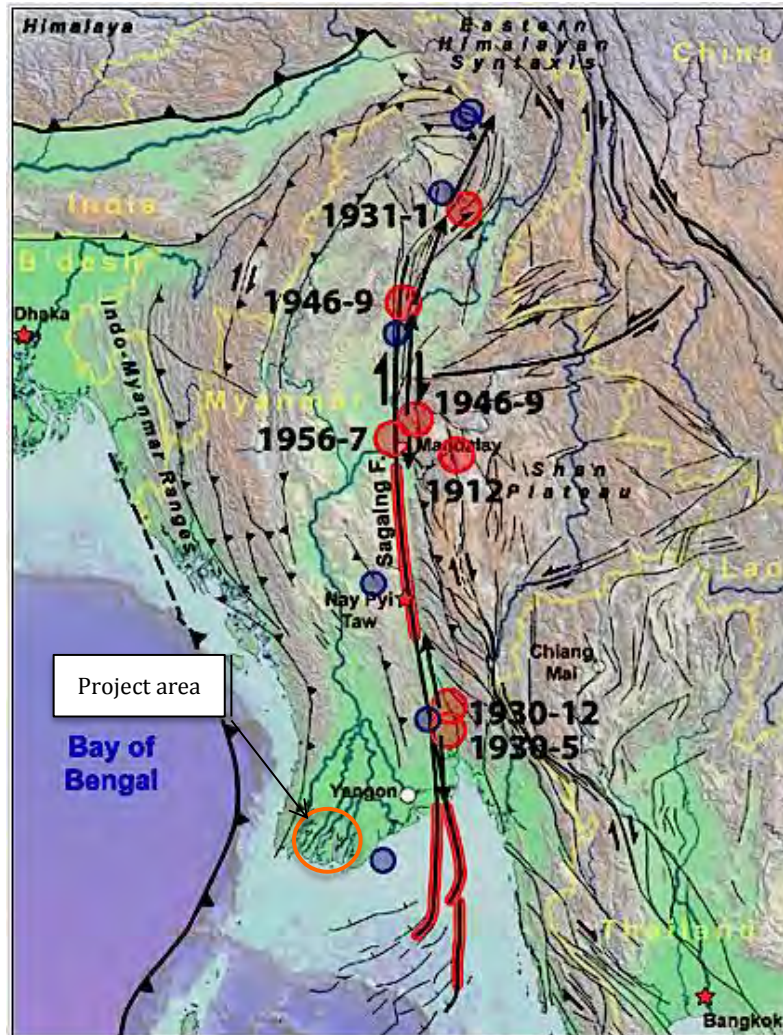 Himalaya
Eastern
Himalayan
Syntaxis
China
India
1931-1
B'desh
Dhaka
1946-9
Indo-Myanmar Ranges
Myanmar
1946-9
1956-7
Mandalay
1912
Shan
Plateau
Sagaing F.
Nay Pyi
Taw
Lao
Chiang
Mai
Project area
1930-12
1930-5
Bay of
Bengal
Yangon
Thailand
Bangkok